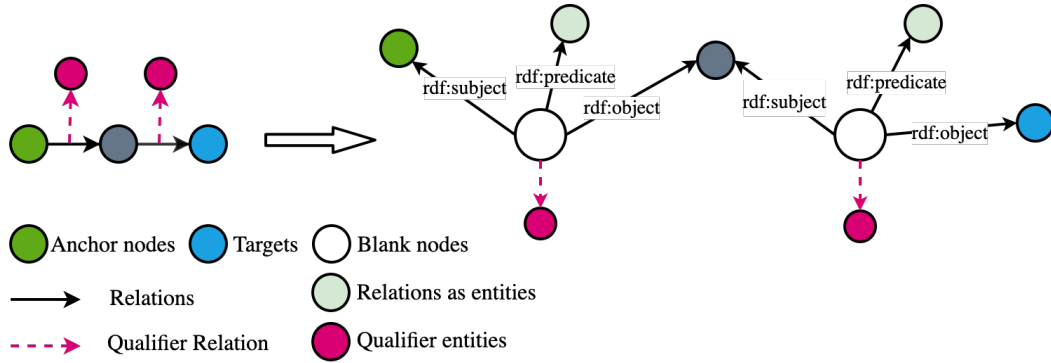 rdf:subject
rdf:predicate
rdf:object
rdf:subject
rdf:predicate
rdf:object
Anchor nodes
Targets
Blank nodes
Relations
Relations as entities
Qualifier Relation
Qualifier entities